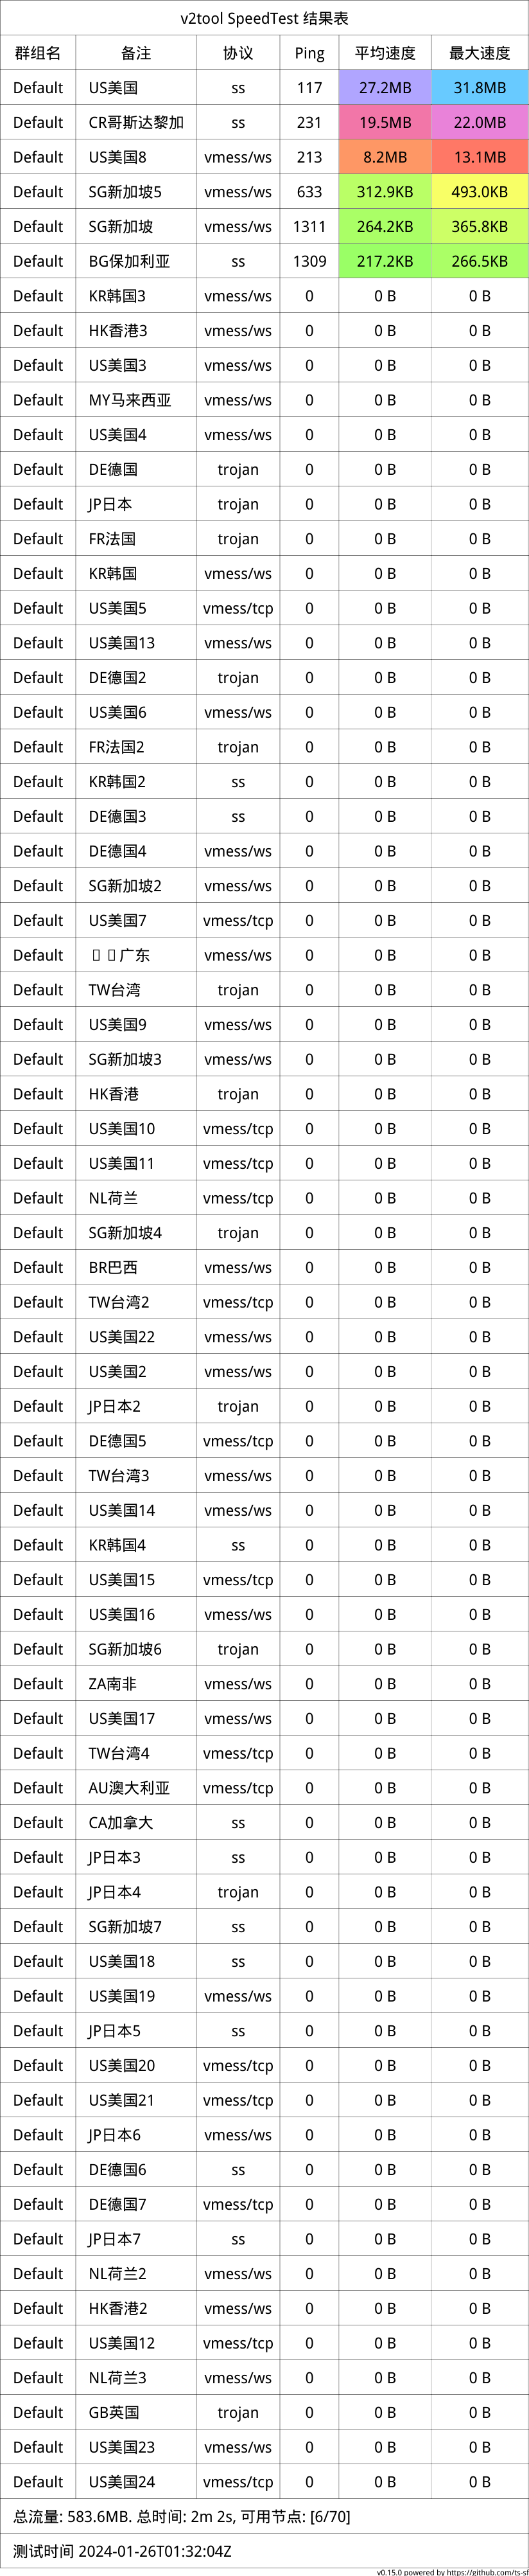 v2tool SpeedTest 结果表
群组名 备注 协议 Ping 平均速度 最大速度
Default US美国 ss 117 27.2MB 31.8MB
Default CR哥斯达黎加 ss 231 19.5MB 22.0MB
Default US美国8 vmess/ws 213 8.2MB 13.1MB
Default SG新加坡5 vmess/ws 633 312.9KB 493.0KB
Default SG新加坡 vmess/ws 1311 264.2KB 365.8KB
Default BG保加利亚 ss 1309 217.2KB 266.5KB
Default KR韩国3 vmess/ws 0 0 B 0 B
Default HK香港3 vmess/ws 0 0 B 0 B
Default US美国3 vmess/ws 0 0 B 0 B
Default MY马来西亚 vmess/ws 0 0 B 0 B
Default US美国4 vmess/ws 0 0 B 0 B
Default DE德国 trojan 0 0 B 0 B
Default JP日本 trojan 0 0 B 0 B
Default FR法国 trojan 0 0 B 0 B
Default KR韩国 vmess/ws 0 0 B 0 B
Default US美国5 vmess/tcp 0 0 B 0 B
Default US美国13 vmess/ws 0 0 B 0 B
Default DE德国2 trojan 0 0 B 0 B
Default US美国6 vmess/ws 0 0 B 0 B
Default FR法国2 trojan 0 0 B 0 B
Default KR韩国2 ss 0 0 B 0 B
Default DE德国3 ss 0 0 B 0 B
Default DE德国4 vmess/ws 0 0 B 0 B
Default SG新加坡2 vmess/ws 0 0 B 0 B
Default US美国7 vmess/tcp 0 0 B 0 B
Default 广东 vmess/ws 0 0 B 0 B
Default TW台湾 trojan 0 0 B 0 B
Default US美国9 vmess/ws 0 0 B 0 B
Default SG新加坡3 vmess/ws 0 0 B 0 B
Default HK香港 trojan 0 0 B 0 B
Default US美国10 vmess/tcp 0 0 B 0 B
Default US美国11 vmess/tcp 0 0 B 0 B
Default NL荷兰 vmess/tcp 0 0 B 0 B
Default SG新加坡4 trojan 0 0 B 0 B
Default BR巴西 vmess/ws 0 0 B 0 B
Default TW台湾2 vmess/tcp 0 0 B 0 B
Default US美国22 vmess/ws 0 0 B 0 B
Default US美国2 vmess/ws 0 0 B 0 B
Default JP日本2 trojan 0 0 B 0 B
Default DE德国5 vmess/tcp 0 0 B 0 B
Default TW台湾3 vmess/ws 0 0 B 0 B
Default US美国14 vmess/ws 0 0 B 0 B
Default KR韩国4 ss 0 0 B 0 B
Default US美国15 vmess/tcp 0 0 B 0 B
Default US美国16 vmess/ws 0 0 B 0 B
Default SG新加坡6 trojan 0 0 B 0 B
Default ZA南非 vmess/ws 0 0 B 0 B
Default US美国17 vmess/ws 0 0 B 0 B
Default TW台湾4 vmess/tcp 0 0 B 0 B
Default AU澳大利亚 vmess/tcp 0 0 B 0 B
Default CA加拿大 ss 0 0 B 0 B
Default JP日本3 ss 0 0 B 0 B
Default JP日本4 trojan 0 0 B 0 B
Default SG新加坡7 ss 0 0 B 0 B
Default US美国18 ss 0 0 B 0 B
Default US美国19 vmess/ws 0 0 B 0 B
Default JP日本5 ss 0 0 B 0 B
Default US美国20 vmess/tcp 0 0 B 0 B
Default US美国21 vmess/tcp 0 0 B 0 B
Default JP日本6 vmess/ws 0 0 B 0 B
Default DE德国6 ss 0 0 B 0 B
Default DE德国7 vmess/tcp 0 0 B 0 B
Default JP日本7 ss 0 0 B 0 B
Default NL荷兰2 vmess/ws 0 0 B 0 B
Default HK香港2 vmess/ws 0 0 B 0 B
Default US美国12 vmess/tcp 0 0 B 0 B
Default NL荷兰3 vmess/ws 0 0 B 0 B
Default GB英国 trojan 0 0 B 0 B
Default US美国23 vmess/ws 0 0 B 0 B
Default US美国24 vmess/tcp 0 0 B 0 B
总流量: 583.6MB. 总时间: 2m 2s, 可用节点: [6/70]
测试时间 2024-01-26T01:32:04Z
v0.15.0 powered by https://github.com/ts-sf